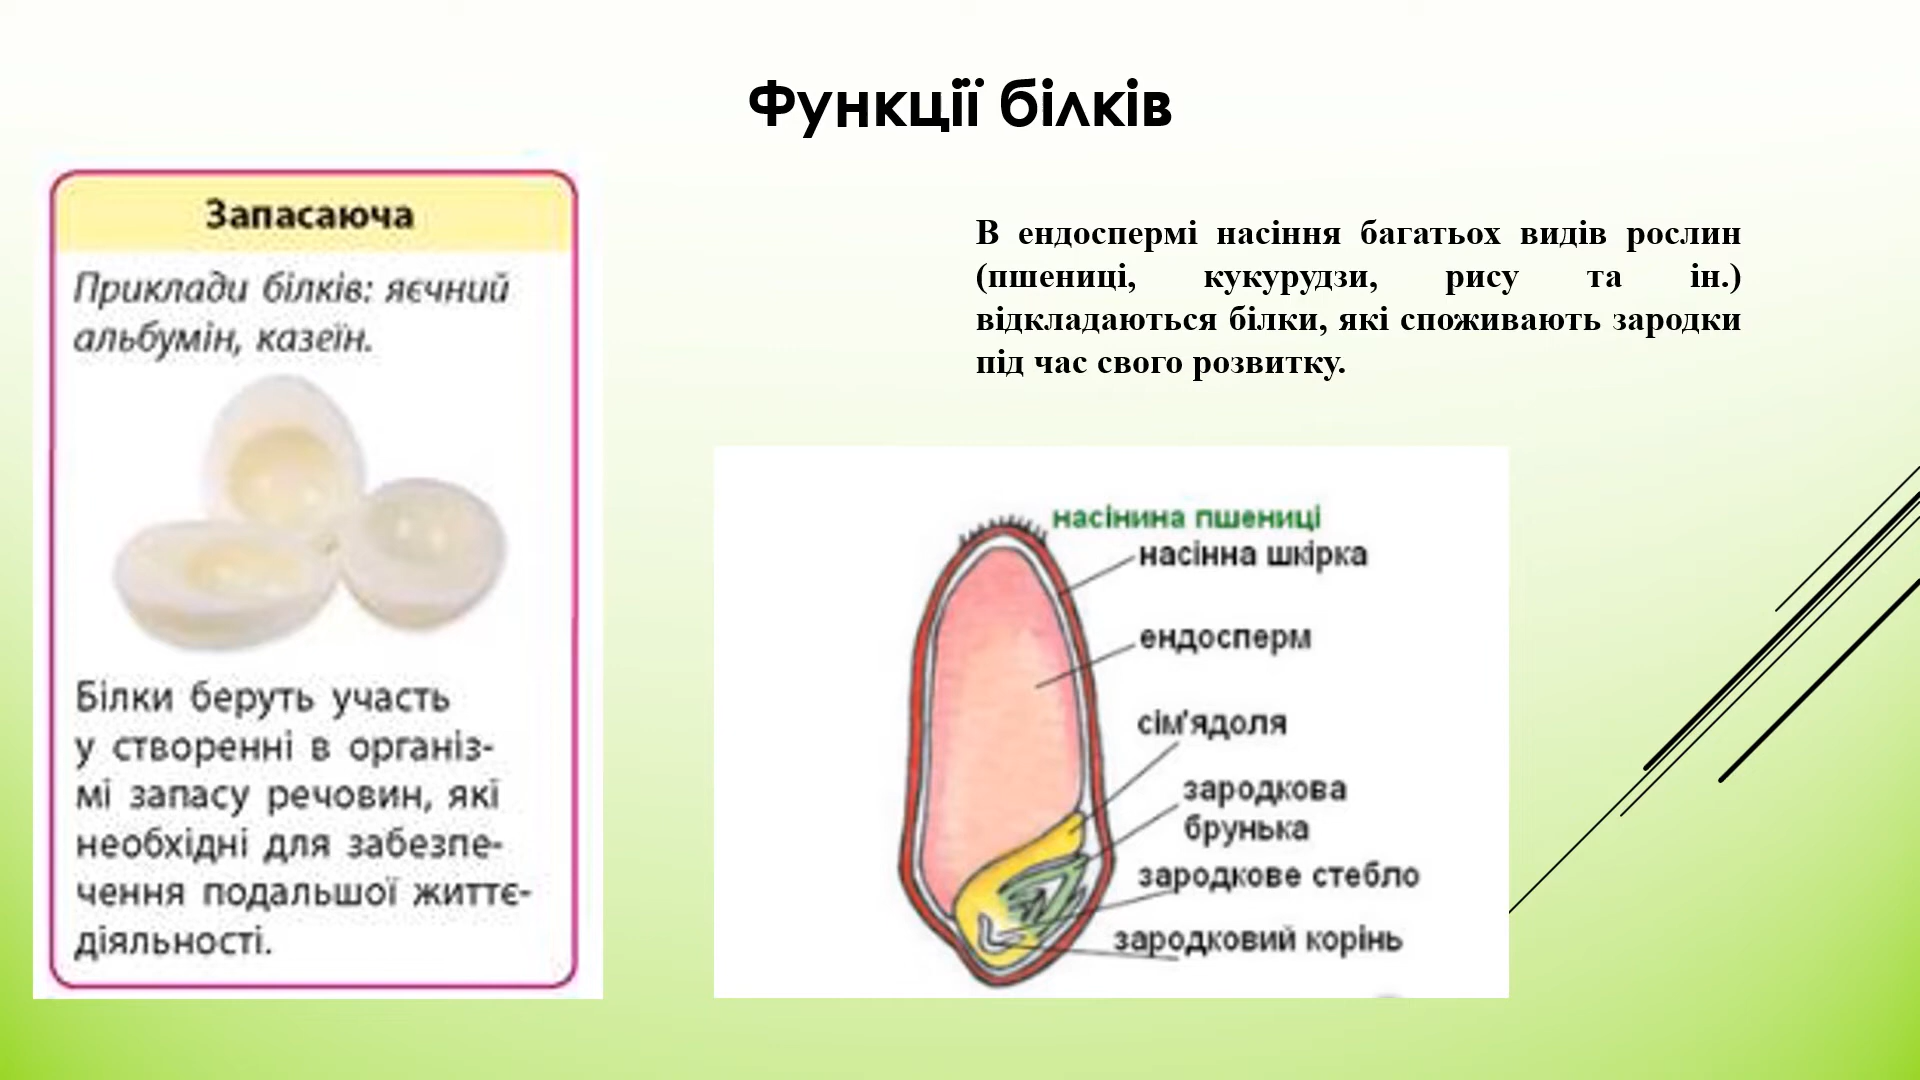 Функції білків
Запасаюча
Приклади білків: яєчний
альбумін, казеїн.
Білки беруть участь
у створенні в організ-
мі запасу речовин, які
необхідні для забезпе-
чення подальшої життє-
діяльності.
В ендоспермі насіння багатьох видів рослин
(пшениці, кукурудзи, рису та ін.)
відкладаються білки, які споживають зародки
під час свого розвитку.
насінина пшениці
насінна шкірка
ендосперм
сім'ядоля
зародкова
брунька
зародкове стебло
зародковий корінь